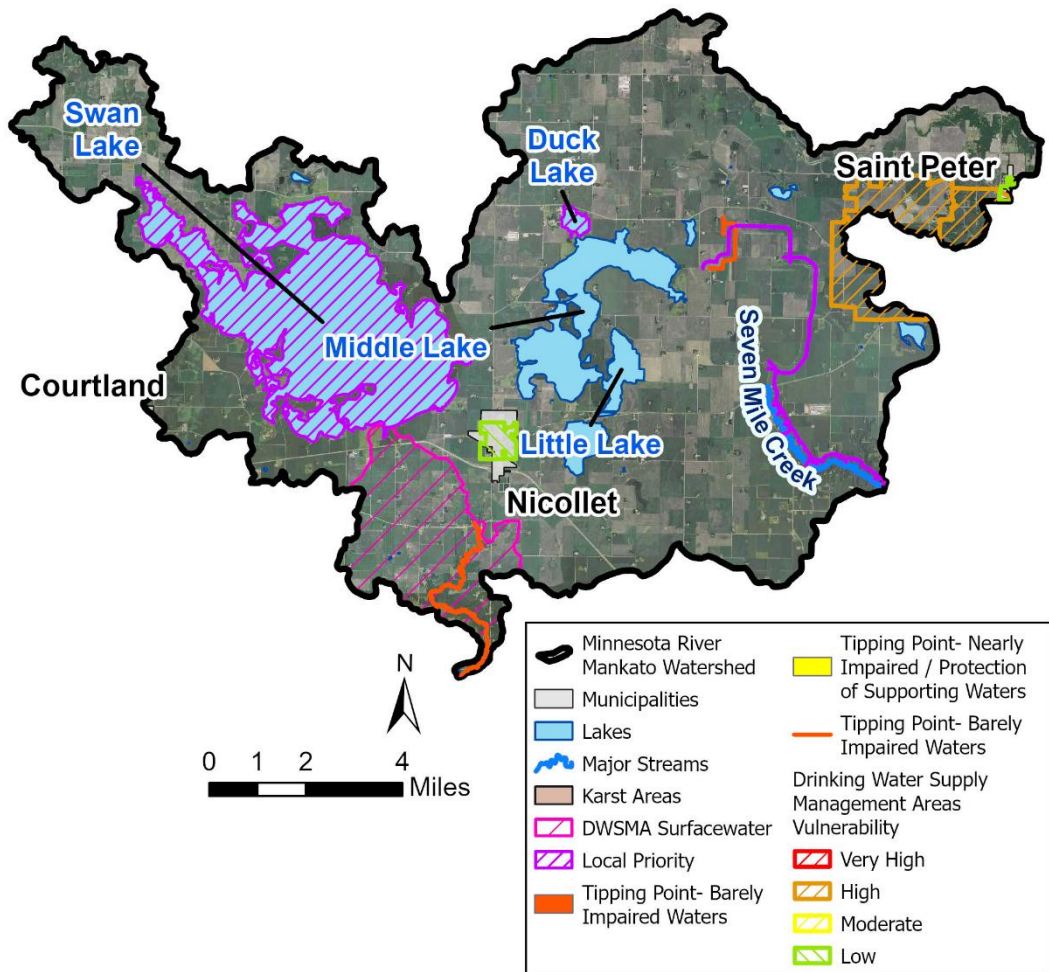 Swan
Lake
Duck
Lake
Saint Peter
Middle Lake
Courtland
Seven Mile Creek
Little Lake
Nicollet
N
0 1 2 4
Miles
Minnesota River
Mankato Watershed
Municipalities
Lakes
Major Streams
Karst Areas
DWSMA Surfacewater
Local Priority
Tipping Point- Barely
Impaired Waters
Tipping Point- Nearly
Impaired / Protection
of Supporting Waters
Tipping Point- Barely
Impaired Waters
Drinking Water Supply
Management Areas
Vulnerability
Very High
High
Moderate
Low